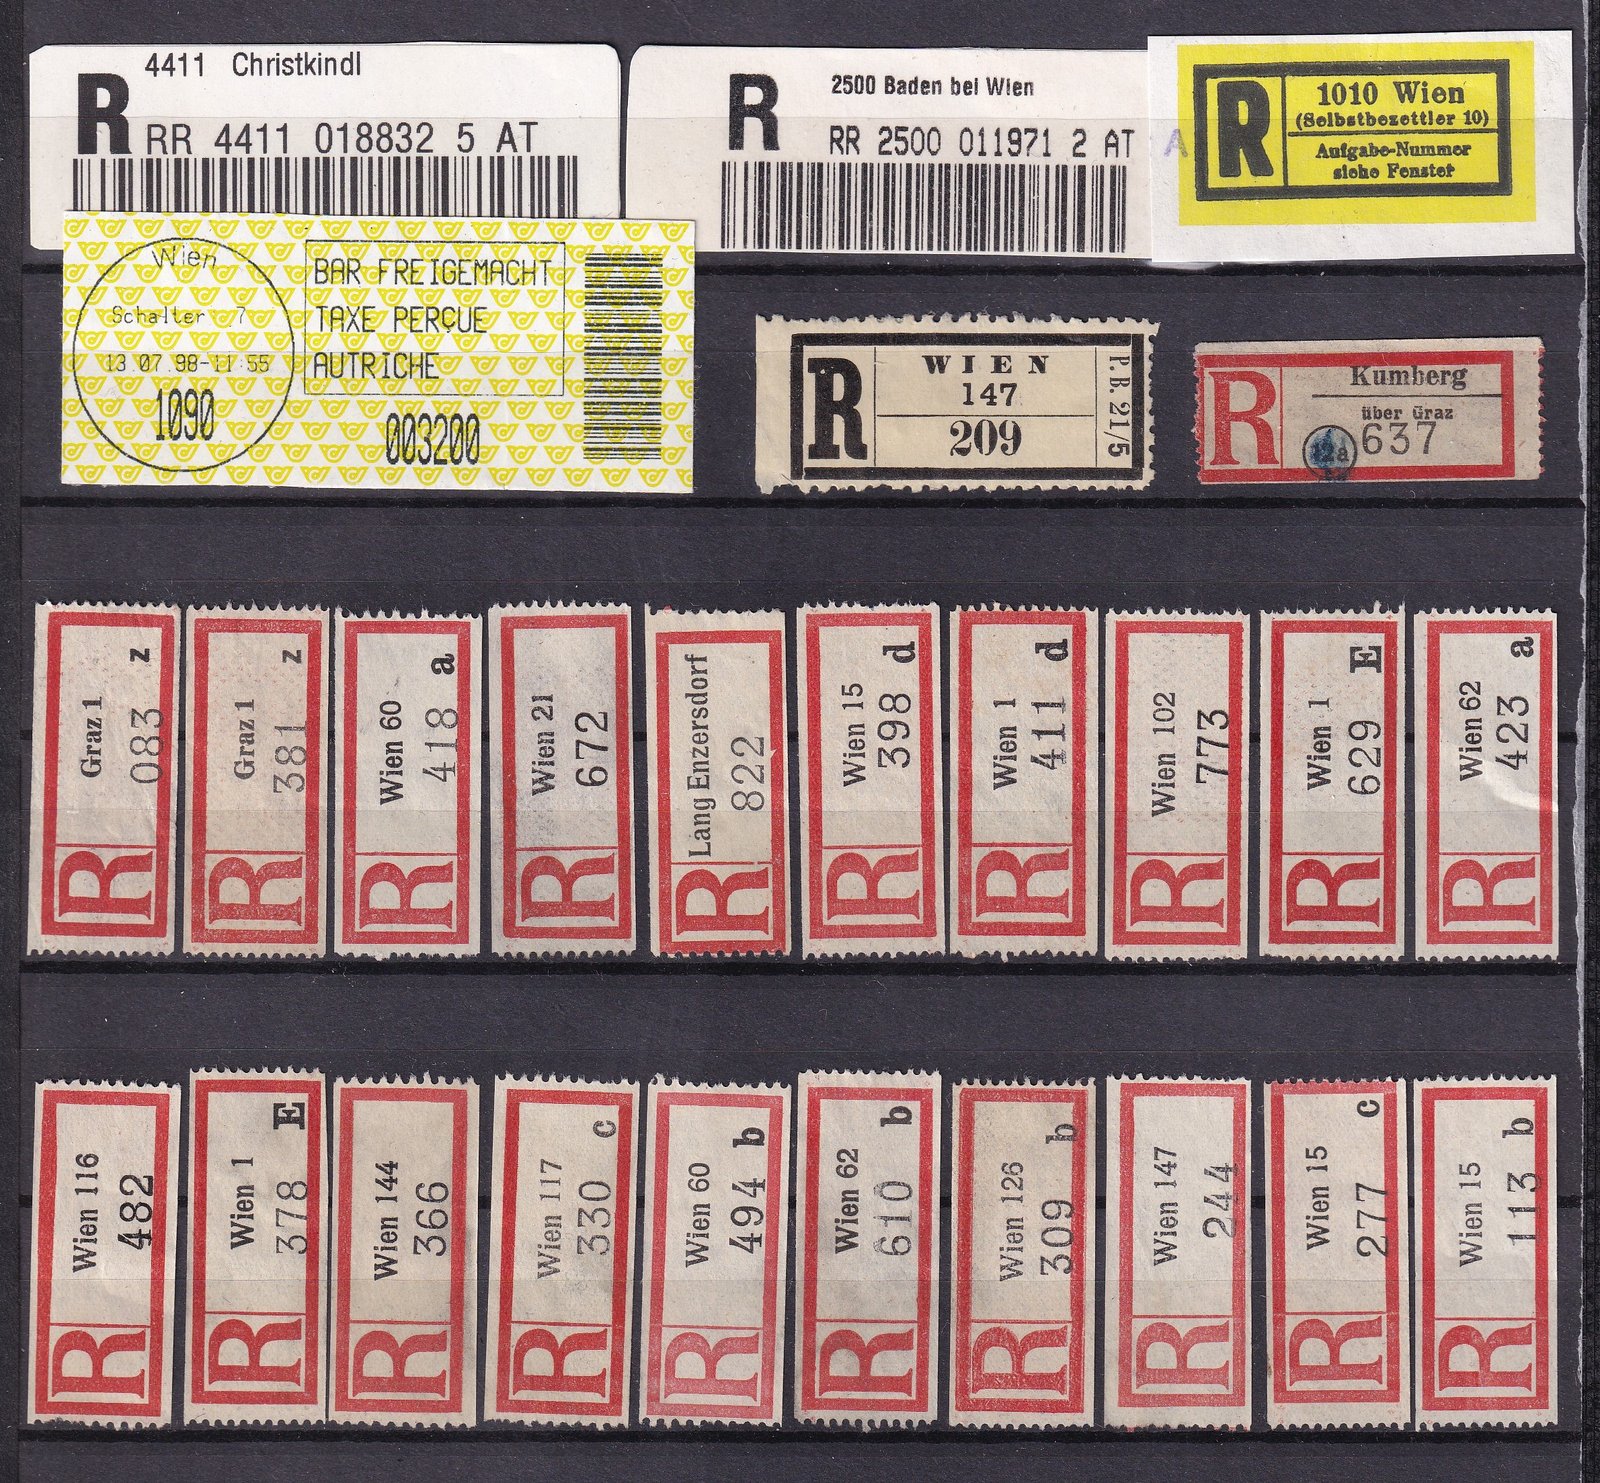 4411 Christkindl
R
RR 4411 018832 5 AT
R
2500 Baden bei Wien
RR 2500 011971 2 AT
A
R
1010 Wien
(Selbstbezettler 10)
Aufgabe-Nummer
siehe Fenster
Wien
Schalter 7
13.07.98-11:55
1090
BAR FREIGEMACHT
TAXE PERÇUE
AUTRICHE
003200
R
WIEN
147
209
P. B. 21/5
R
Kumberg
über Graz
12a
637
R
Graz 1
083
z
R
Graz 1
381
z
R
Wien 60
418
a
R
Wien 21
672
R
Lang Enzersdorf
822
R
Wien 15
398
d
R
Wien 1
411
d
R
Wien 102
773
R
Wien 1
629
E
R
Wien 62
423
a
R
Wien 116
482
R
Wien 1
378
E
R
Wien 144
366
R
Wien 117
330
c
R
Wien 60
494
b
R
Wien 62
610
b
R
Wien 126
309
b
R
Wien 147
244
R
Wien 15
277
c
R
Wien 15
113
b